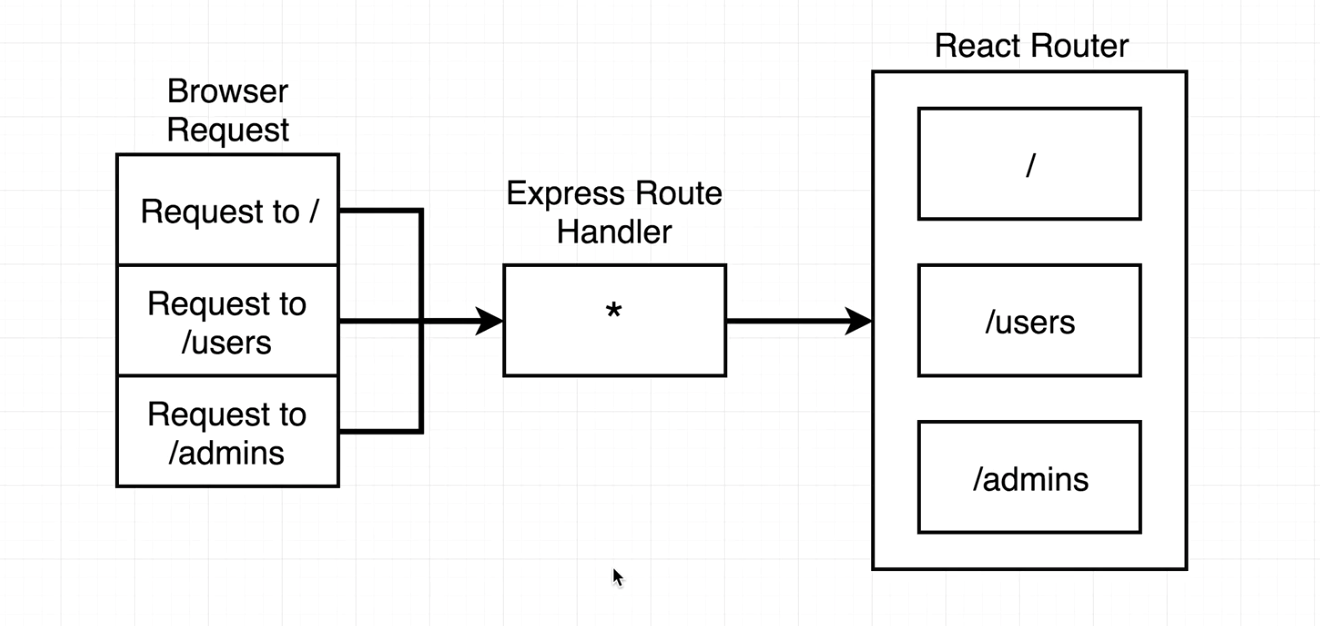 Browser
Request
Request to /
Request to
/users
Request to
/admins
Express Route
Handler
*
React Router
/
/users
/admins